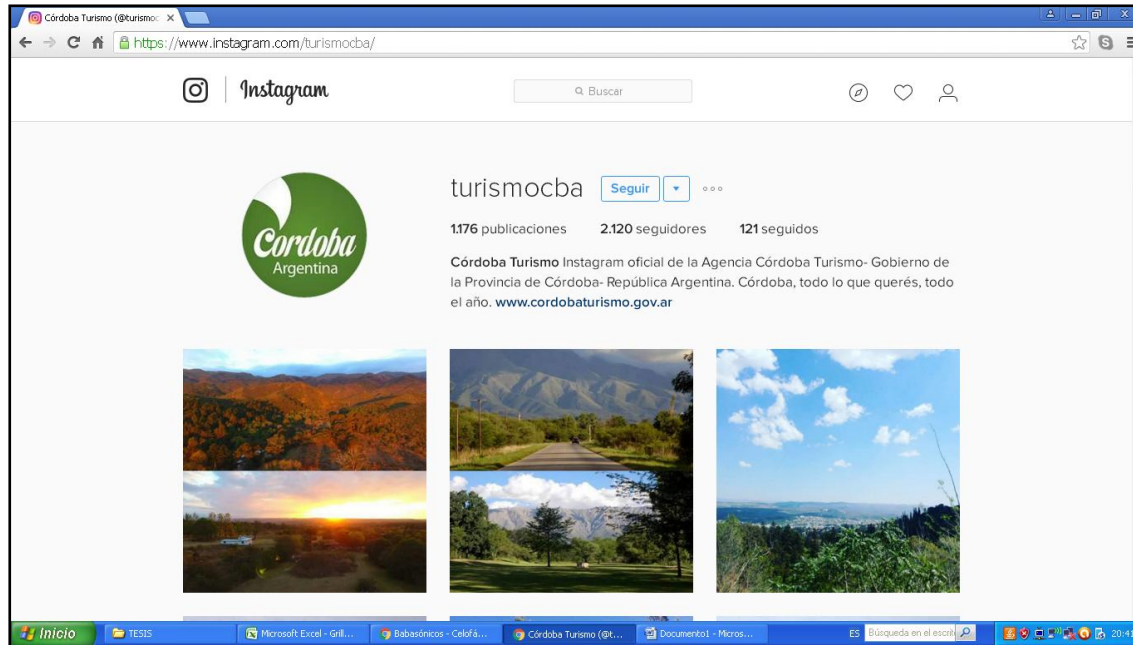 Córdoba Turismo (@turismoc
https://www.instagram.com/turismocba/
Instagram
Buscar
turismocba Seguir
1.176 publicaciones 2.120 seguidores 121 seguidos
Córdoba Turismo Instagram oficial de la Agencia Córdoba Turismo- Gobierno de
la Provincia de Córdoba- República Argentina. Córdoba, todo lo que querés, todo
el año. www.cordobaturismo.gov.ar
Cordoba
Argentina
Inicio TESIS Microsoft Excel - Grill... Babasónicos - Celofá... Córdoba Turismo (@t... Documento1 - Micros... ES Búsqueda en el escrit 20:41